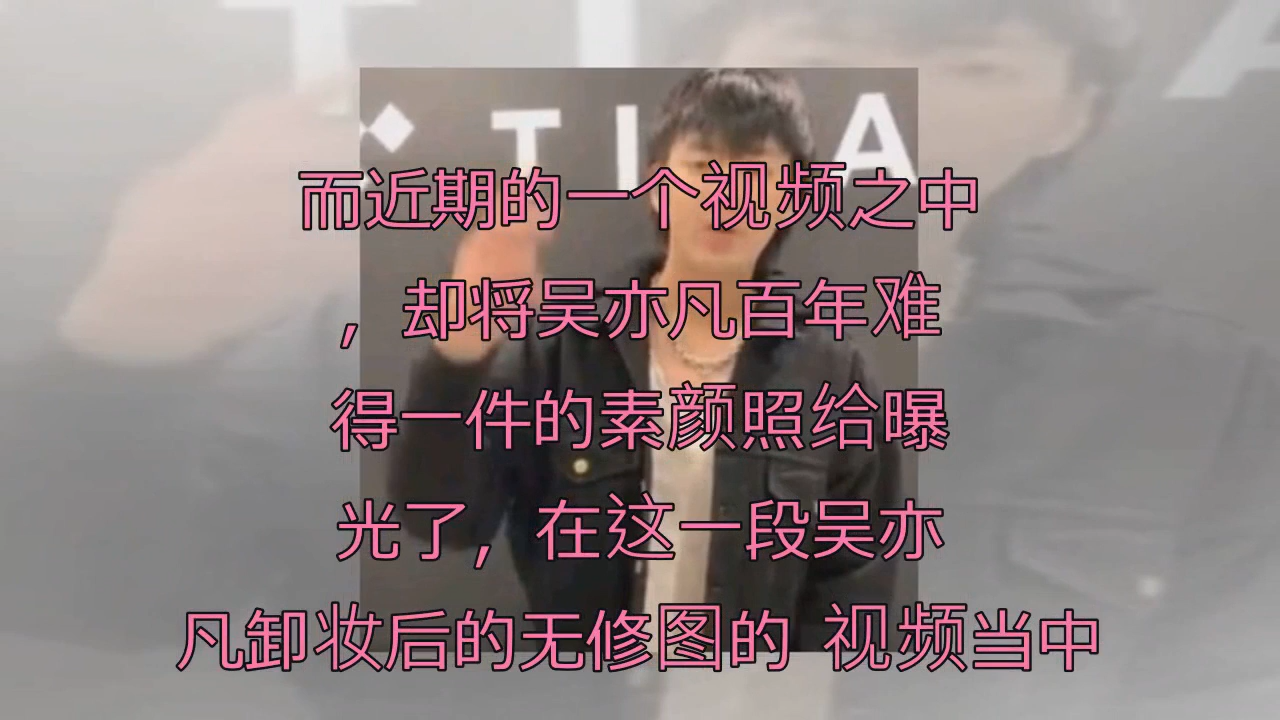 TI A
而近期的一个视频之中
，却将吴亦凡百年难
得一件的素颜照给曝
光了，在这一段吴亦
凡卸妆后的无修图的 视频当中